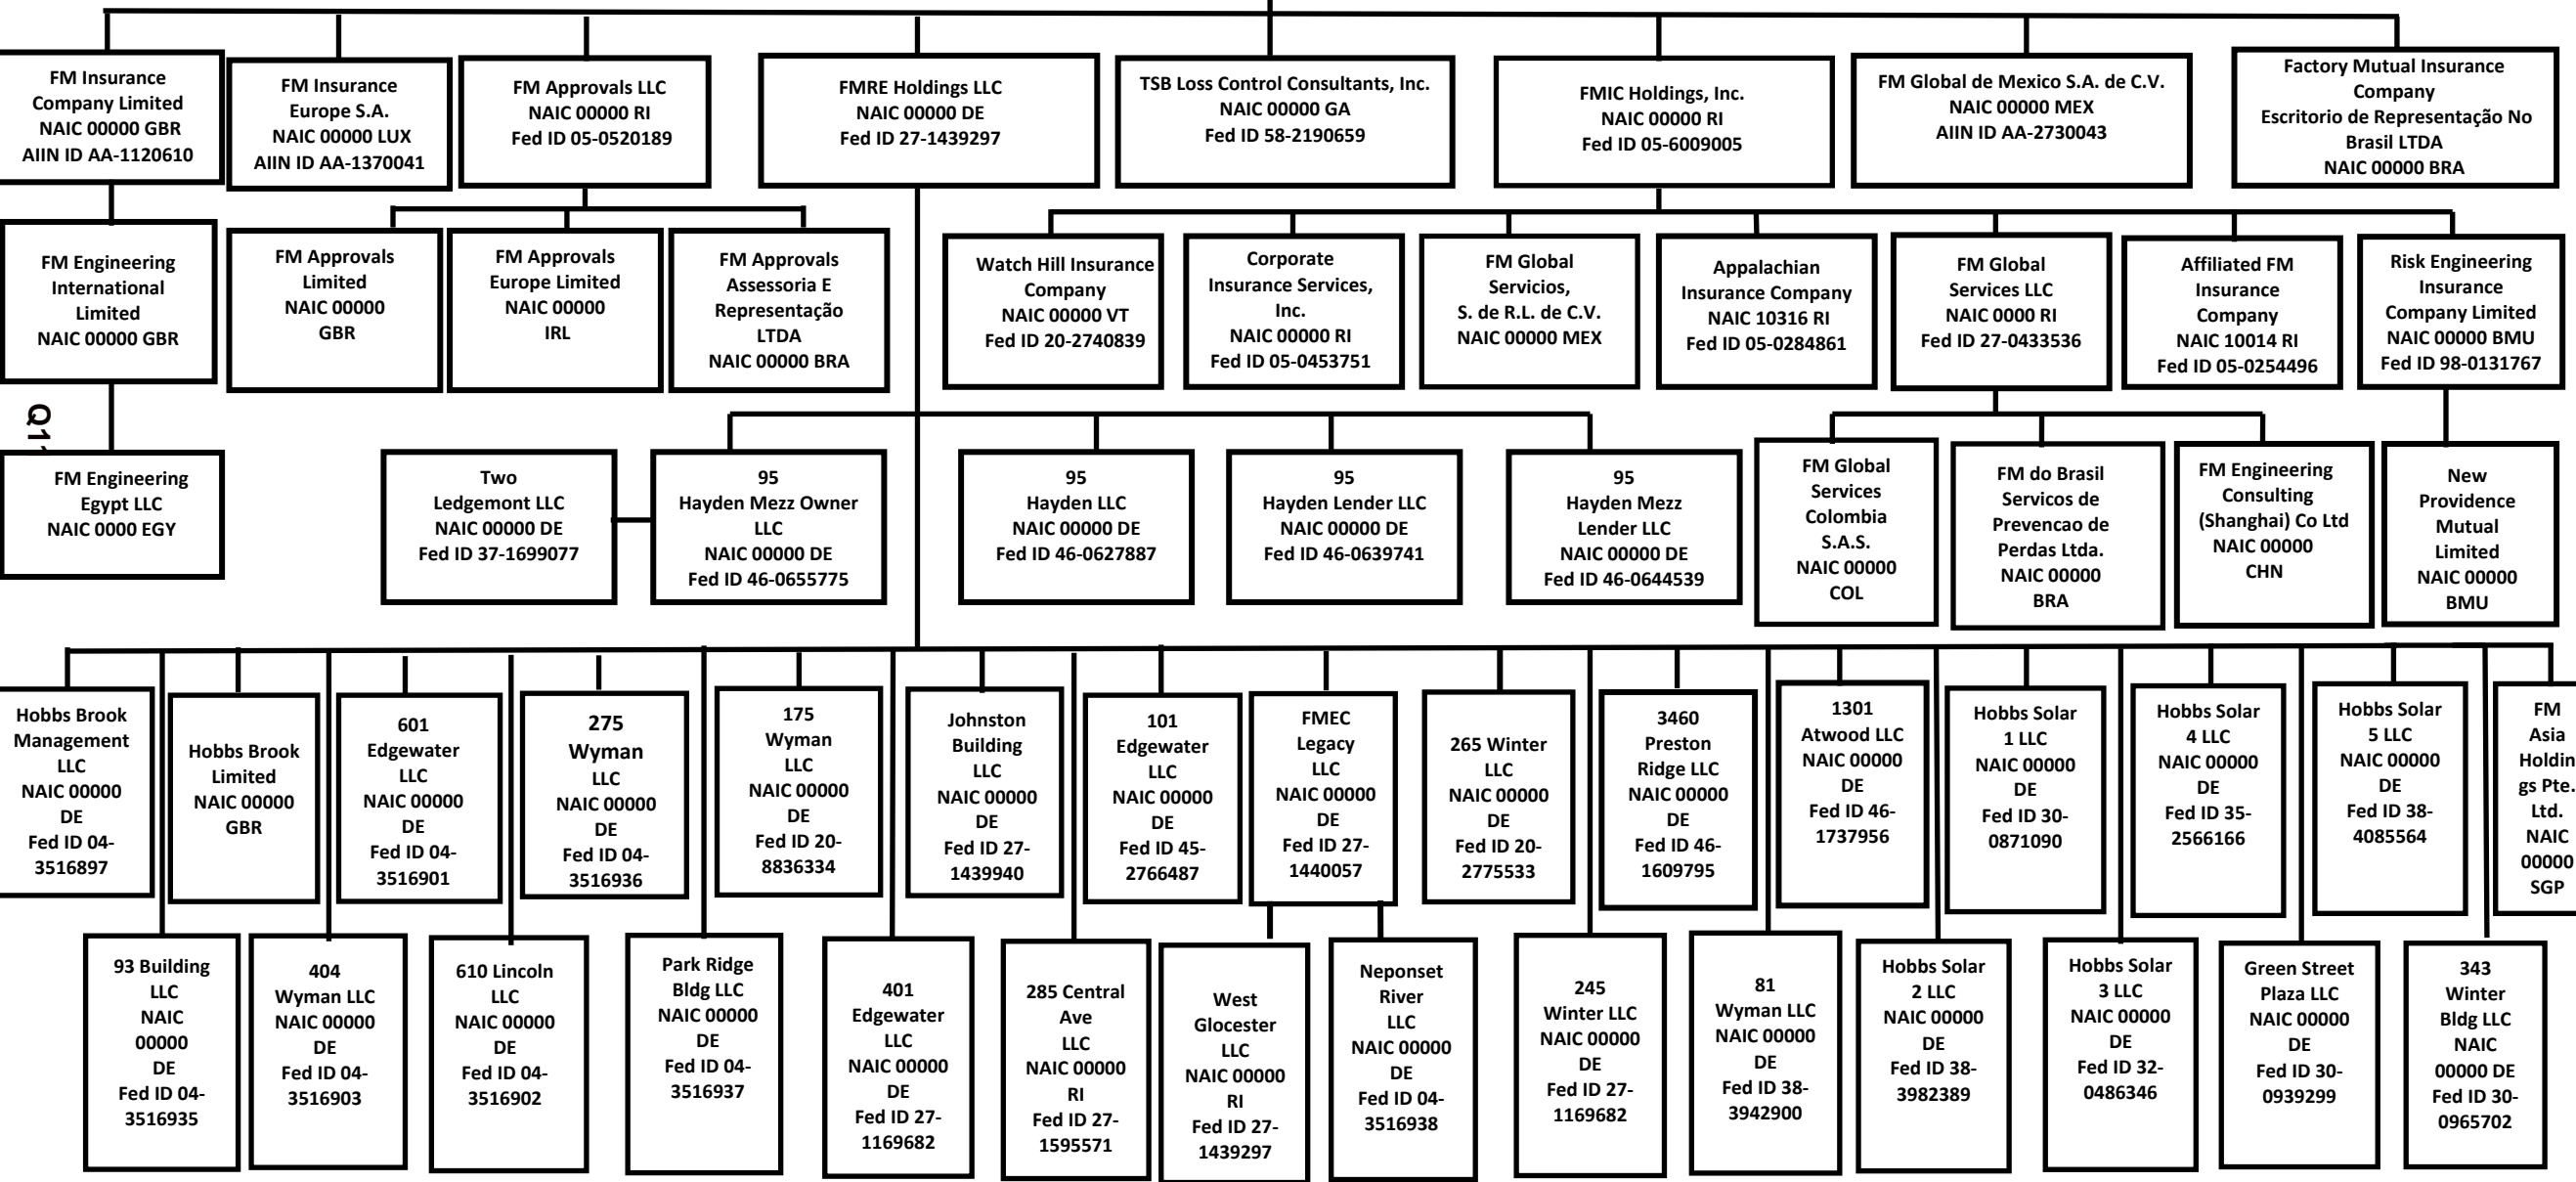 FM Insurance
Company Limited
NAIC 00000 GBR
AIIN ID AA-1120610
FM Insurance
Europe S.A.
NAIC 00000 LUX
AIIN ID AA-1370041
FM Approvals LLC
NAIC 00000 RI
Fed ID 05-0520189
FMRE Holdings LLC
NAIC 00000 DE
Fed ID 27-1439297
TSB Loss Control Consultants, Inc.
NAIC 00000 GA
Fed ID 58-2190659
FMIC Holdings, Inc.
NAIC 00000 RI
Fed ID 05-6009005
FM Global de Mexico S.A. de C.V.
NAIC 00000 MEX
AIIN ID AA-2730043
Factory Mutual Insurance
Company
Escritorio de Representação No
Brasil LTDA
NAIC 00000 BRA
FM Engineering
International
Limited
NAIC 00000 GBR
FM Approvals
Limited
NAIC 00000
GBR
FM Approvals
Europe Limited
NAIC 00000
IRL
FM Approvals
Assessoria E
Representação
LTDA
NAIC 00000 BRA
Watch Hill Insurance
Company
NAIC 00000 VT
Fed ID 20-2740839
Corporate
Insurance Services,
Inc.
NAIC 00000 RI
Fed ID 05-0453751
FM Global
Servicios,
S. de R.L. de C.V.
NAIC 00000 MEX
Appalachian
Insurance Company
NAIC 10316 RI
Fed ID 05-0284861
FM Global
Services LLC
NAIC 0000 RI
Fed ID 27-0433536
Affiliated FM
Insurance
Company
NAIC 10014 RI
Fed ID 05-0254496
Risk Engineering
Insurance
Company Limited
NAIC 00000 BMU
Fed ID 98-0131767
FM Engineering
Egypt LLC
NAIC 0000 EGY
Two
Ledgemont LLC
NAIC 00000 DE
Fed ID 37-1699077
95
Hayden Mezz Owner
LLC
NAIC 00000 DE
Fed ID 46-0655775
95
Hayden LLC
NAIC 00000 DE
Fed ID 46-0627887
95
Hayden Lender LLC
NAIC 00000 DE
Fed ID 46-0639741
95
Hayden Mezz
Lender LLC
NAIC 00000 DE
Fed ID 46-0644539
FM Global
Services
Colombia
S.A.S.
NAIC 00000
COL
FM do Brasil
Servicos de
Prevencao de
Perdas Ltda.
NAIC 00000
BRA
FM Engineering
Consulting
(Shanghai) Co Ltd
NAIC 00000
CHN
New
Providence
Mutual
Limited
NAIC 00000
BMU
Hobbs Brook
Management
LLC
NAIC 00000
DE
Fed ID 04-
3516897
Hobbs Brook
Limited
NAIC 00000
GBR
601
Edgewater
LLC
NAIC 00000
DE
Fed ID 04-
3516901
275
Wyman
LLC
NAIC 00000
DE
Fed ID 04-
3516936
175
Wyman
LLC
NAIC 00000
DE
Fed ID 20-
8836334
Johnston
Building
LLC
NAIC 00000
DE
Fed ID 27-
1439940
101
Edgewater
LLC
NAIC 00000
DE
Fed ID 45-
2766487
FMEC
Legacy
LLC
NAIC 00000
DE
Fed ID 27-
1440057
265 Winter
LLC
NAIC 00000
DE
Fed ID 20-
2775533
3460
Preston
Ridge LLC
NAIC 00000
DE
Fed ID 46-
1609795
1301
Atwood LLC
NAIC 00000
DE
Fed ID 46-
1737956
Hobbs Solar
1 LLC
NAIC 00000
DE
Fed ID 30-
0871090
Hobbs Solar
4 LLC
NAIC 00000
DE
Fed ID 35-
2566166
Hobbs Solar
5 LLC
NAIC 00000
DE
Fed ID 38-
4085564
FM
Asia
Holdin
gs Pte.
Ltd.
NAIC
00000
SGP
93 Building
LLC
NAIC
00000
DE
Fed ID 04-
3516935
404
Wyman LLC
NAIC 00000
DE
Fed ID 04-
3516903
610 Lincoln
LLC
NAIC 00000
DE
Fed ID 04-
3516902
Park Ridge
Bldg LLC
NAIC 00000
DE
Fed ID 04-
3516937
401
Edgewater
LLC
NAIC 00000
DE
Fed ID 27-
1169682
285 Central
Ave
LLC
NAIC 00000
RI
Fed ID 27-
1595571
West
Glocester
LLC
NAIC 00000
RI
Fed ID 27-
1439297
Neponset
River
LLC
NAIC 00000
DE
Fed ID 04-
3516938
245
Winter LLC
NAIC 00000
DE
Fed ID 27-
1169682
81
Wyman LLC
NAIC 00000
DE
Fed ID 38-
3942900
Hobbs Solar
2 LLC
NAIC 00000
DE
Fed ID 38-
3982389
Hobbs Solar
3 LLC
NAIC 00000
DE
Fed ID 32-
0486346
Green Street
Plaza LLC
NAIC 00000
DE
Fed ID 30-
0939299
343
Winter
Bldg LLC
NAIC
00000 DE
Fed ID 30-
0965702